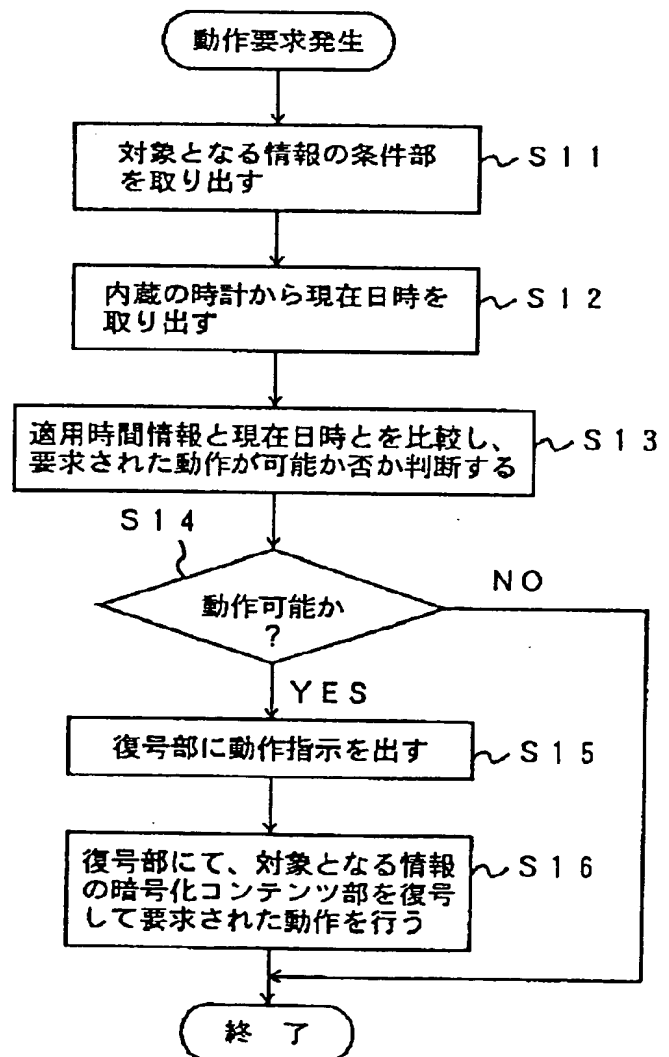 動作要求発生
対象となる情報の条件部
を取り出す
S11
内蔵の時計から現在日時を
取り出す
S12
適用時間情報と現在日時とを比較し、
要求された動作が可能か否か判断する
S13
S14
動作可能か
?
NO
YES
復号部に動作指示を出す
S15
復号部にて、対象となる情報
の暗号化コンテンツ部を復号
して要求された動作を行う
S16
終 了